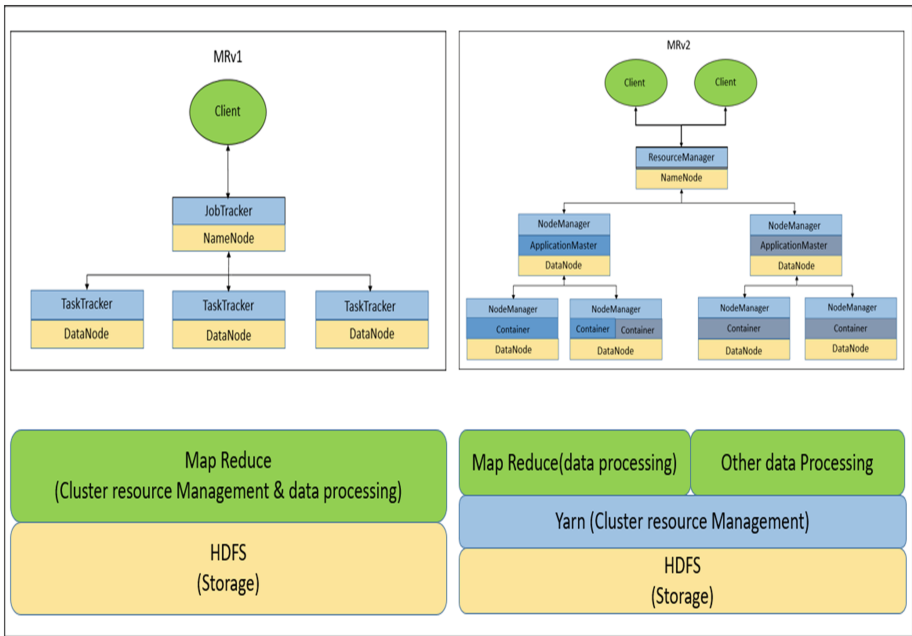 MRv1
Client
JobTracker
NameNode
TaskTracker
DataNode
TaskTracker
DataNode
TaskTracker
DataNode
MRv2
Client
Client
ResourceManager
NameNode
NodeManager
ApplicationMaster
DataNode
NodeManager
ApplicationMaster
DataNode
NodeManager
Container
DataNode
NodeManager
Container Container
DataNode
NodeManager
Container
DataNode
NodeManager
Container
DataNode
Map Reduce
(Cluster resource Management & data processing)
HDFS
(Storage)
Map Reduce(data processing)
Other data Processing
Yarn (Cluster resource Management)
HDFS
(Storage)